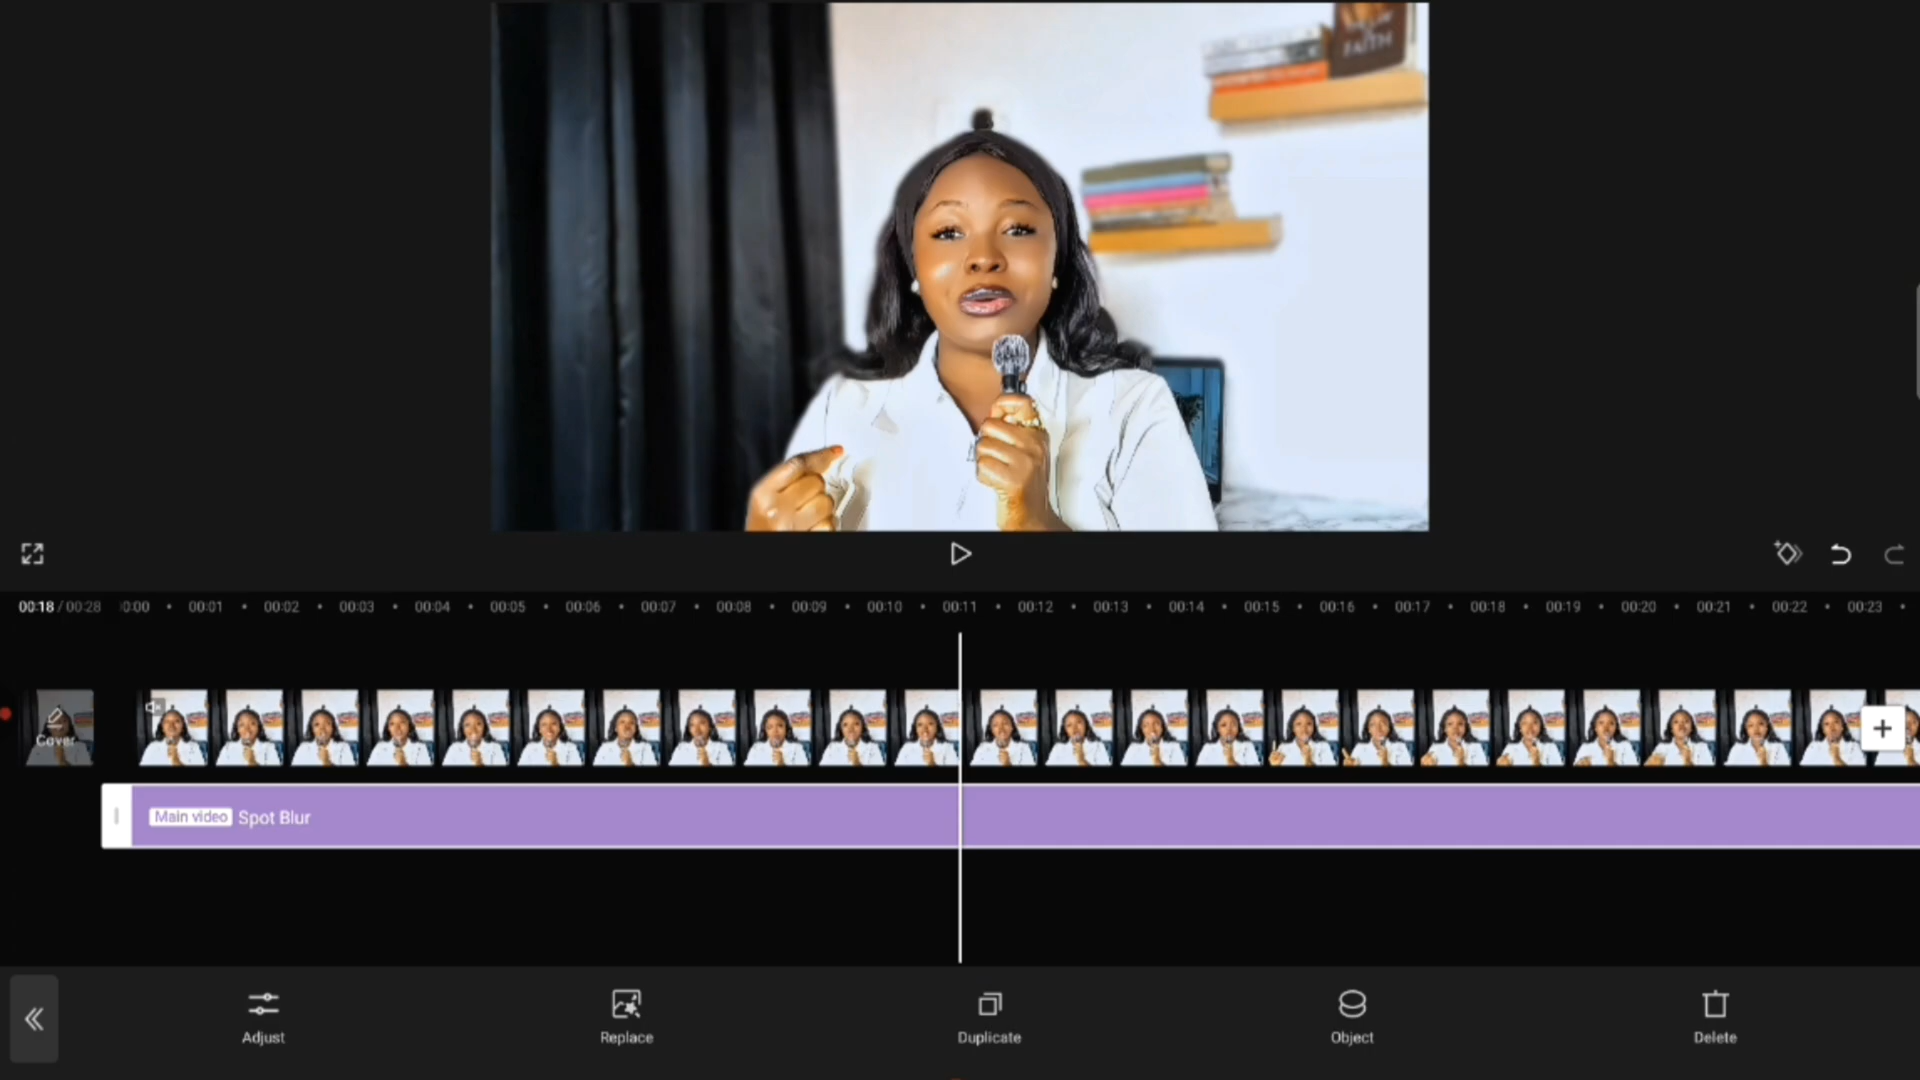 FAITH
00:18 / 00:28 0:00 00:01 00:02 00:03 00:04 00:05 00:06 00:07 00:08 00:09 00:10 00:11 00:12 00:13 00:14 00:15 00:16 00:17 00:18 00:19 00:20 00:21 00:22 00:23
Cover
Main video Spot Blur
Adjust Replace Duplicate Object Delete